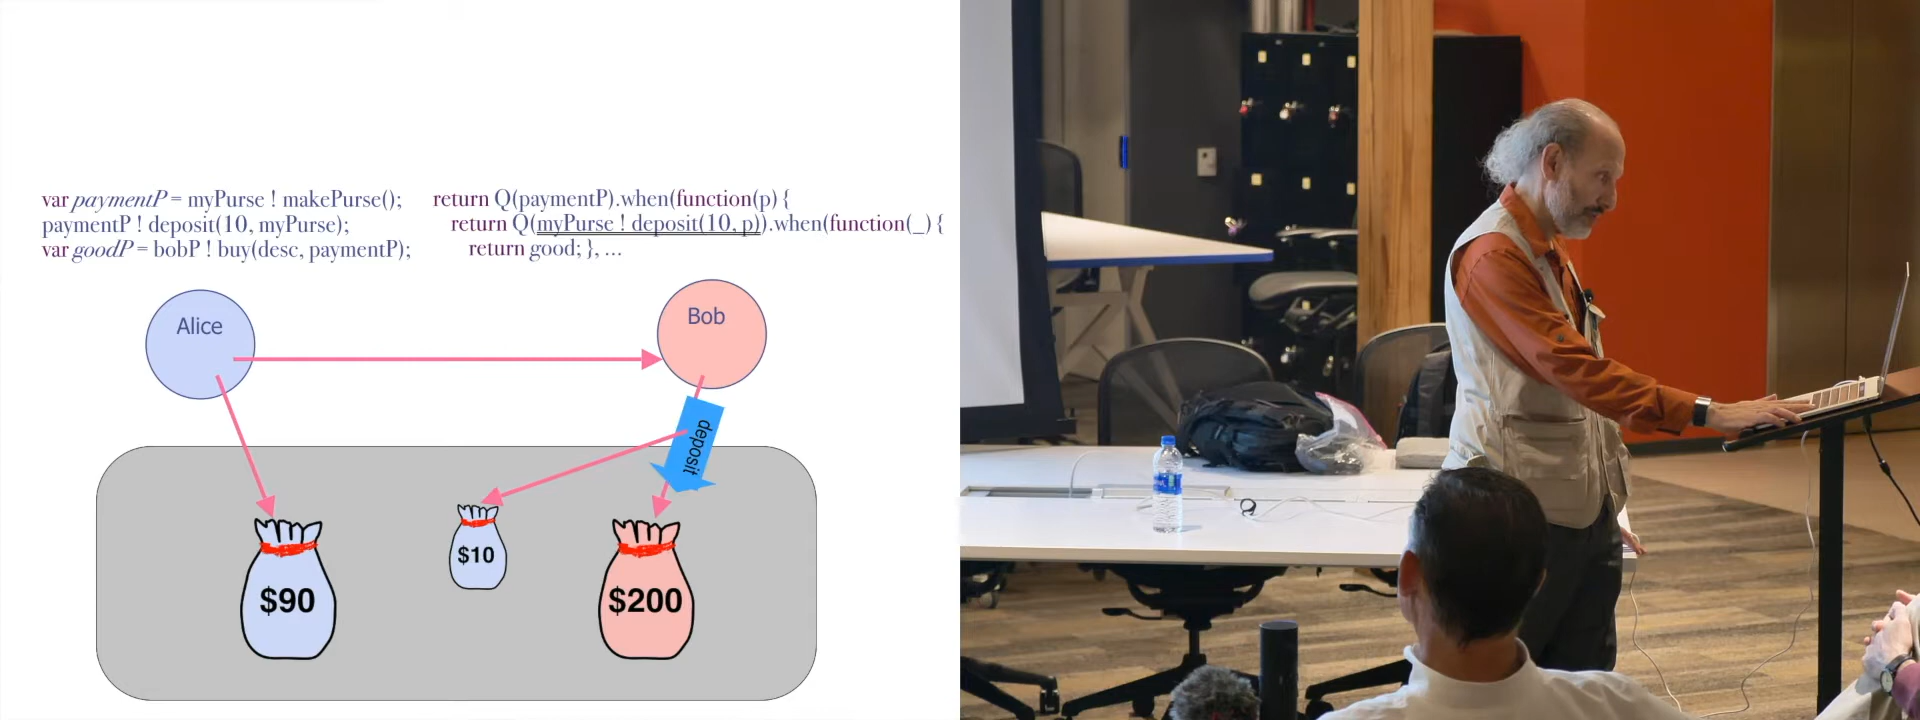 var paymentP = myPurse ! makePurse();
paymentP ! deposit(10, myPurse);
var goodP = bobP ! buy(desc, paymentP);
return Q(paymentP).when(function(p) {
return Q(myPurse ! deposit(10, p)).when(function(_) {
return good; }, ...
Alice
Bob
deposit
$90
$10
$200